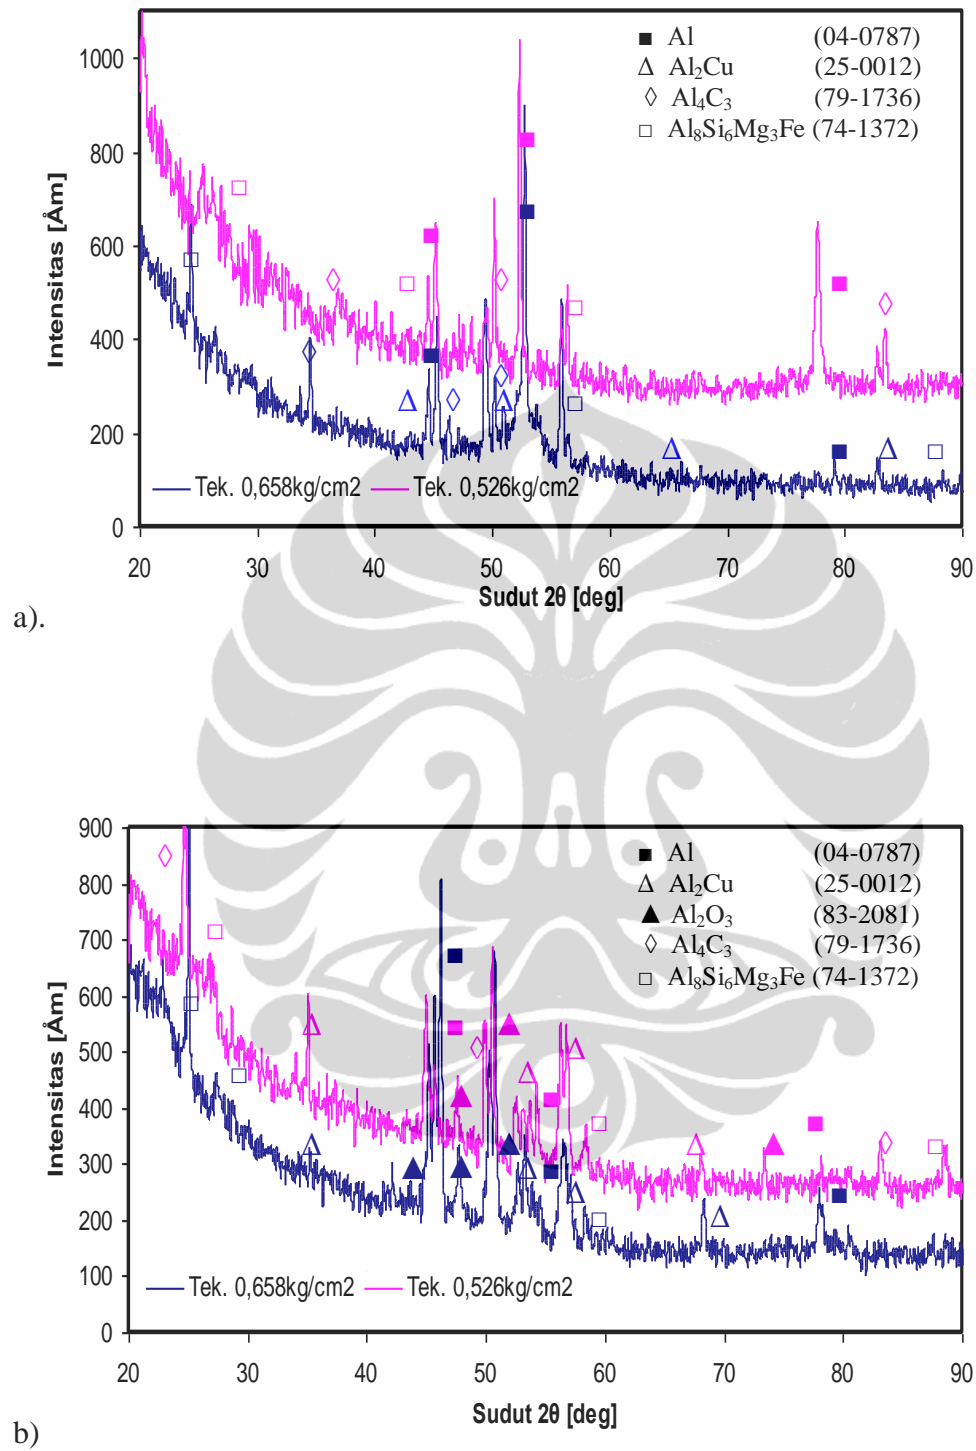 Al (04-0787)
Al₂Cu (25-0012)
Al₄C₃ (79-1736)
Al₈Si₆Mg₃Fe (74-1372)
1000
800
600
400
200
0
Intensitas [Åm]
Tek. 0,658kg/cm2 Tek. 0,526kg/cm2
20 30 40 50 60 70 80 90
Sudut 2θ [deg]
a).
Al (04-0787)
Al₂Cu (25-0012)
Al₂O₃ (83-2081)
Al₄C₃ (79-1736)
Al₈Si₆Mg₃Fe (74-1372)
900
800
700
600
500
400
300
200
100
0
Intensitas [Åm]
Tek. 0,658kg/cm2 Tek. 0,526kg/cm2
20 30 40 50 60 70 80 90
Sudut 2θ [deg]
b)